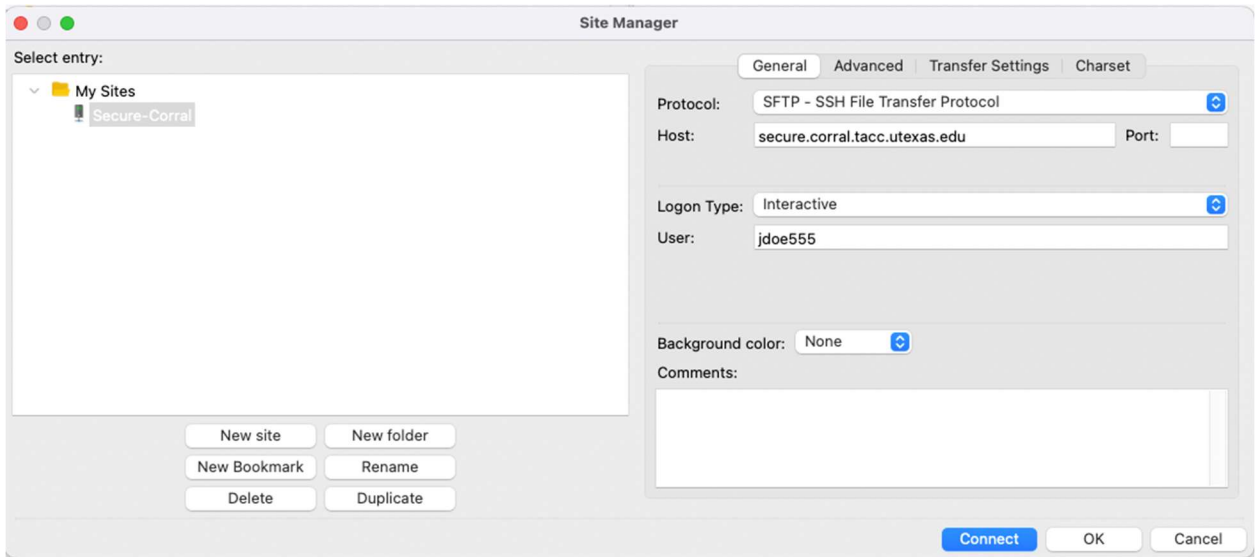 Site Manager
Select entry:
My Sites
Secure-Corral
New site
New folder
New Bookmark
Rename
Delete
Duplicate
General
Advanced
Transfer Settings
Charset
Protocol:
SFTP - SSH File Transfer Protocol
Host:
secure.corral.tacc.utexas.edu
Port:
Logon Type:
Interactive
User:
jdoe555
Background color:
None
Comments:
Connect
OK
Cancel